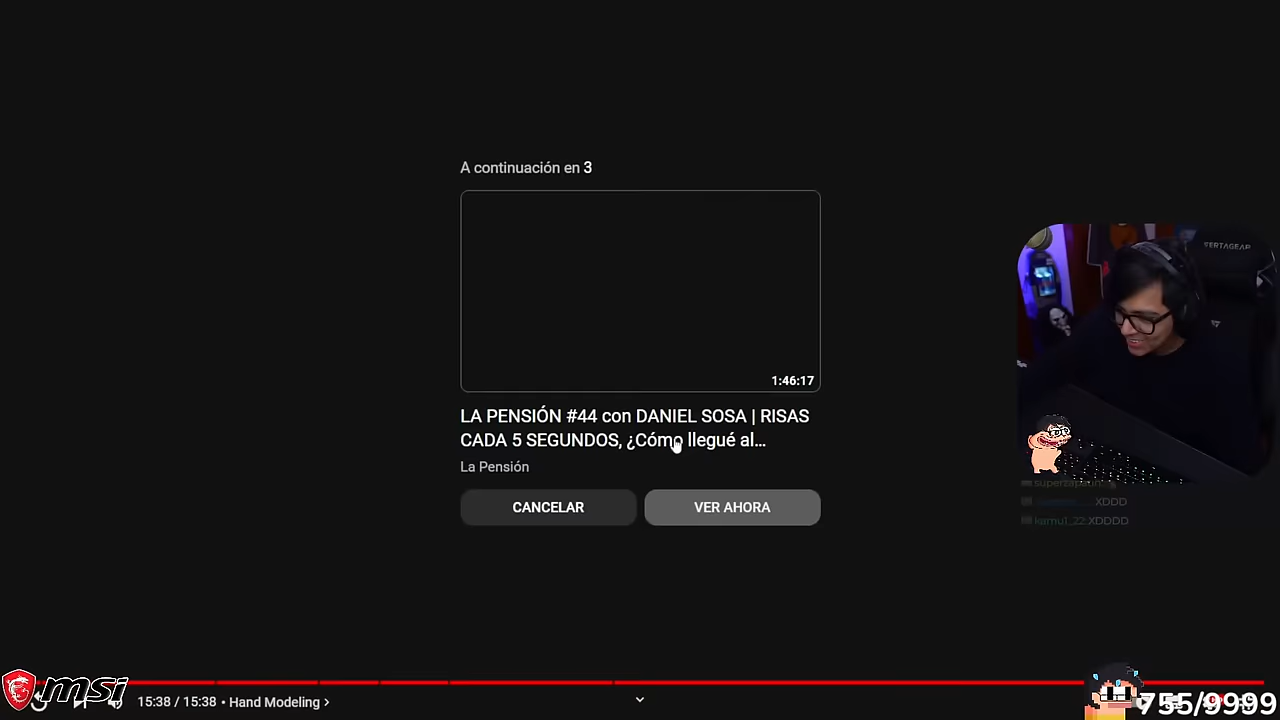 A continuación en 3
1:46:17
LA PENSIÓN #44 con DANIEL SOSA | RISAS
CADA 5 SEGUNDOS, ¿Cómo llegué al…
La Pensión
CANCELAR
VER AHORA
XDDD
kamu1_22: XDDDD
msi
15:38 / 15:38 • Hand Modeling ›
755/9999